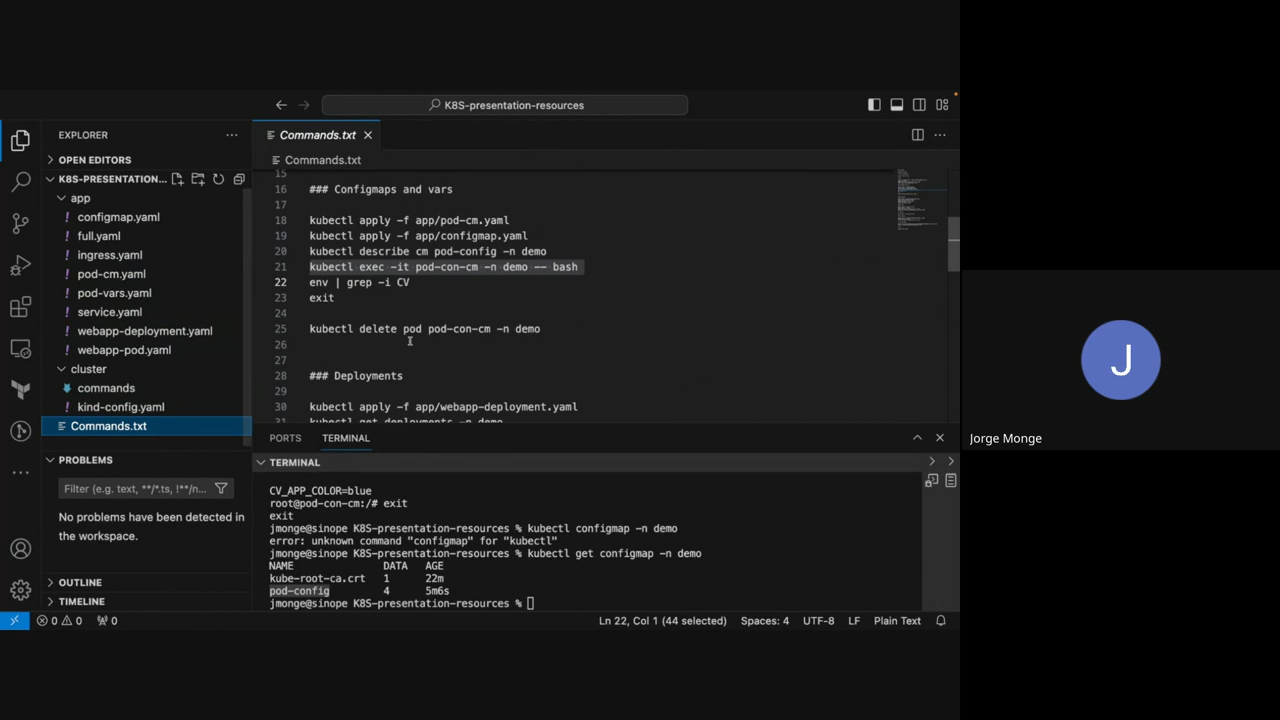 K8S-presentation-resources
EXPLORER
Commands.txt
OPEN EDITORS
Commands.txt
K8S-PRESENTATION...
app
configmap.yaml
full.yaml
ingress.yaml
pod-cm.yaml
pod-vars.yaml
service.yaml
webapp-deployment.yaml
webapp-pod.yaml
cluster
commands
kind-config.yaml
Commands.txt
15
16 ### Configmaps and vars
17
18 kubectl apply -f app/pod-cm.yaml
19 kubectl apply -f app/configmap.yaml
20 kubectl describe cm pod-config -n demo
21 kubectl exec -it pod-con-cm -n demo -- bash
22 env | grep -i CV
23 exit
24
25 kubectl delete pod pod-con-cm -n demo
26
27
28 ### Deployments
29
30 kubectl apply -f app/webapp-deployment.yaml
31 kubectl get deployments -n demo
PROBLEMS
Filter (e.g. text, **/*.ts, !**/n...
No problems have been detected in
the workspace.
OUTLINE
TIMELINE
PORTS TERMINAL
TERMINAL
CV_APP_COLOR=blue
root@pod-con-cm:/# exit
exit
jmonge@sinope K8S-presentation-resources % kubectl configmap -n demo
error: unknown command "configmap" for "kubectl"
jmonge@sinope K8S-presentation-resources % kubectl get configmap -n demo
NAME DATA AGE
kube-root-ca.crt 1 22m
pod-config 4 5m6s
jmonge@sinope K8S-presentation-resources %
0 0 0 Ln 22, Col 1 (44 selected) Spaces: 4 UTF-8 LF Plain Text
J
Jorge Monge